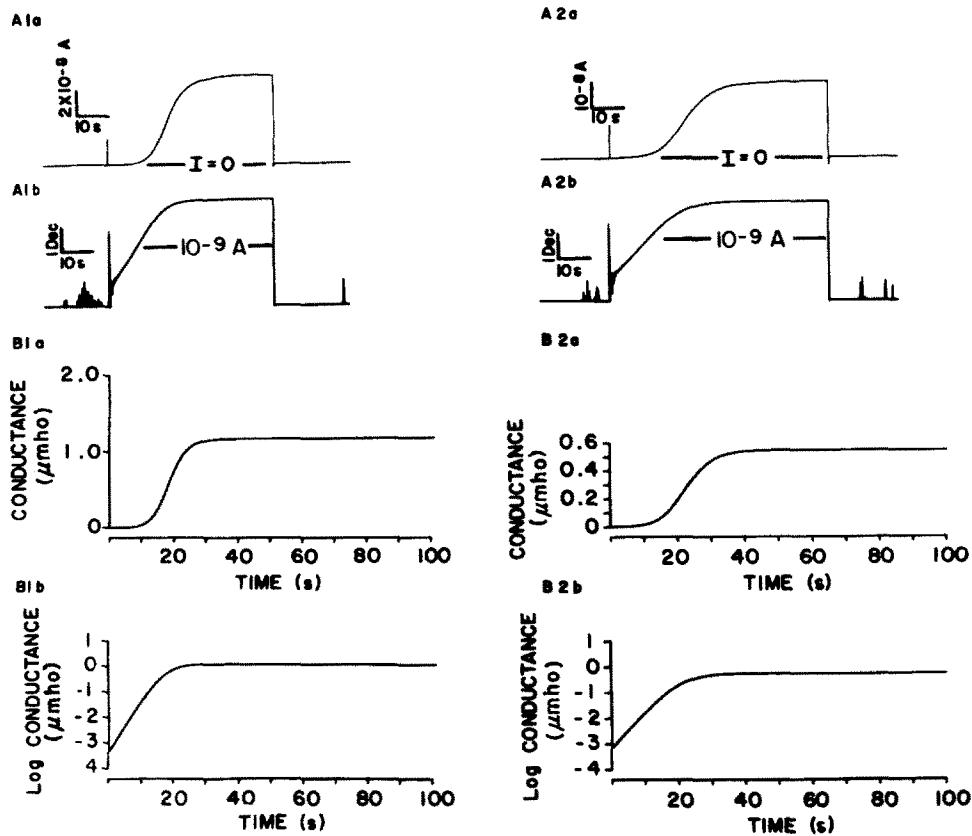 A1a
2X10-8 A
10s
I=0
A2a
10-8A
10s
I=0
A1b
1Dec
10s
10-9 A
A2b
1Dec
10s
10-9 A
B1a
CONDUCTANCE
(µmho)
2.0
1.0
0
20 40 60 80 100
TIME (s)
B2a
CONDUCTANCE
(µmho)
0.6
0.4
0.2
0
20 40 60 80 100
TIME (s)
B1b
Log CONDUCTANCE
(µmho)
1
0
-1
-2
-3
4
20 40 60 80 100
TIME (s)
B2b
Log CONDUCTANCE
(µmho)
1
0
-1
-2
-3
-4
20 40 60 80 100
TIME (s)